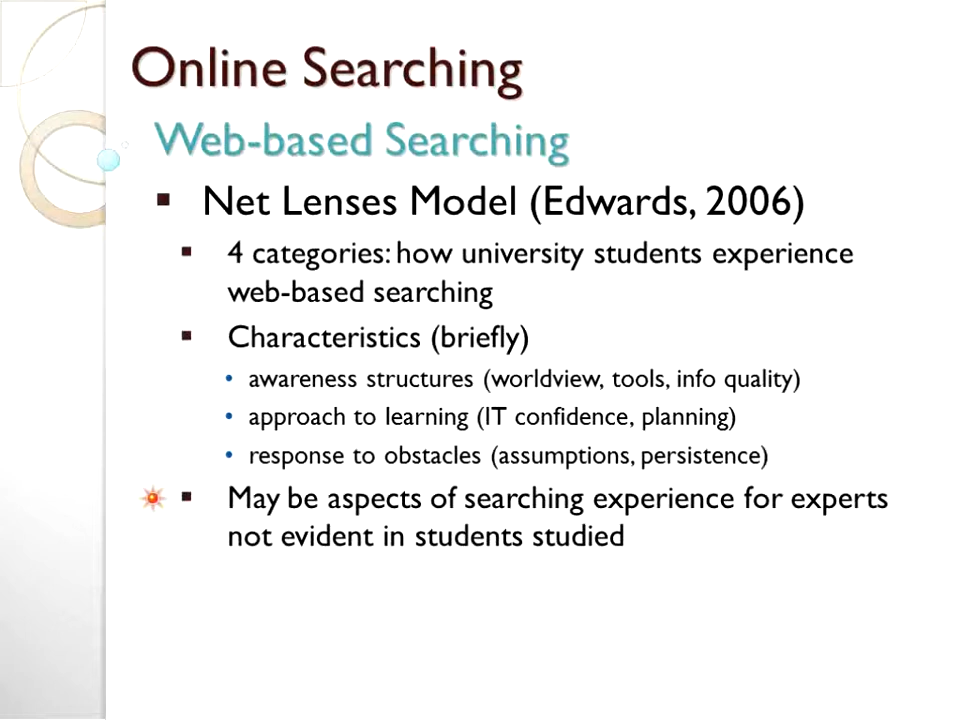 Online Searching
Web-based Searching
▪ Net Lenses Model (Edwards, 2006)
▪ 4 categories: how university students experience
web-based searching
▪ Characteristics (briefly)
• awareness structures (worldview, tools, info quality)
• approach to learning (IT confidence, planning)
• response to obstacles (assumptions, persistence)
▪ May be aspects of searching experience for experts
not evident in students studied